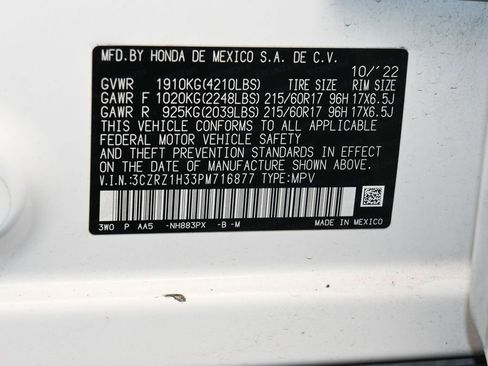 MFD.BY HONDA DE MEXICO S.A. DE C.V.
10/'22
GVWR 1910KG(4210LBS) TIRE SIZE RIM SIZE
GAWR F 1020KG(2248LBS) 215/60R17 96H 17X6.5J
GAWR R 925KG(2039LBS) 215/60R17 96H 17X6.5J
THIS VEHICLE CONFORMS TO ALL APPLICABLE
FEDERAL MOTOR VEHICLE SAFETY
AND THEFT PREVENTION STANDARDS IN EFFECT
ON THE DATE OF MANUFACTURE SHOWN ABOVE.
V.I.N.:3CZRZ1H33PM716877 TYPE:MPV
3W0 P AA5 -NH883PX -B -M MADE IN MEXICO